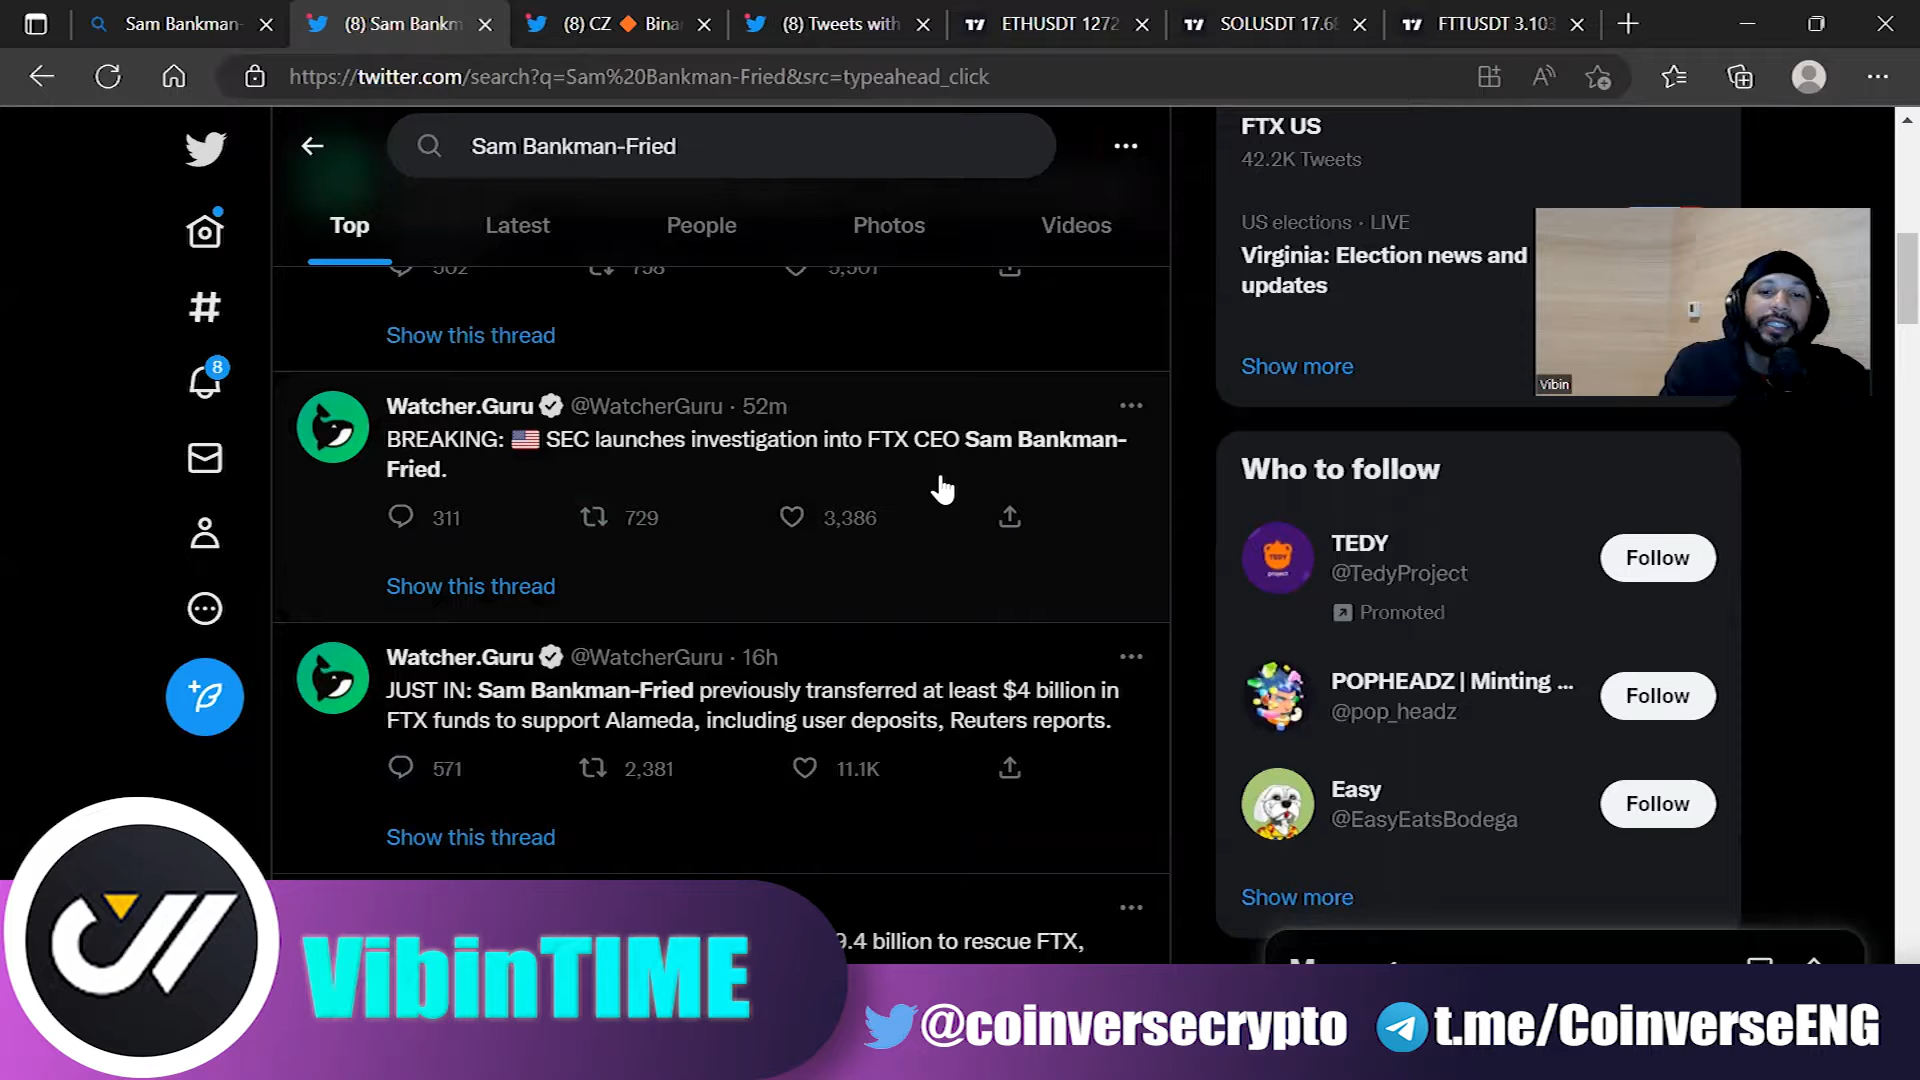 Sam Bankman-
(8) Sam Bankm
(8) CZ 🔶 Bina
(8) Tweets with
ETHUSDT 1272
SOLUSDT 17.6
FTTUSDT 3.103
https://twitter.com/search?q=Sam%20Bankman-Fried&src=typeahead_click
Sam Bankman-Fried
Top
Latest
People
Photos
Videos
502
758
5,501
Show this thread
8
Watcher.Guru @WatcherGuru · 52m
BREAKING: 🇺🇸 SEC launches investigation into FTX CEO Sam Bankman-
Fried.
311
729
3,386
Show this thread
Watcher.Guru @WatcherGuru · 16h
JUST IN: Sam Bankman-Fried previously transferred at least $4 billion in
FTX funds to support Alameda, including user deposits, Reuters reports.
571
2,381
11.1K
Show this thread
9.4 billion to rescue FTX,
FTX US
42.2K Tweets
US elections · LIVE
Virginia: Election news and
updates
Show more
Vibin
Who to follow
TEDY
@TedyProject
Promoted
Follow
POPHEADZ | Minting ...
@pop_headz
Follow
Easy
@EasyEatsBodega
Follow
Show more
VibinTIME
@coinversecrypto
t.me/CoinverseENG